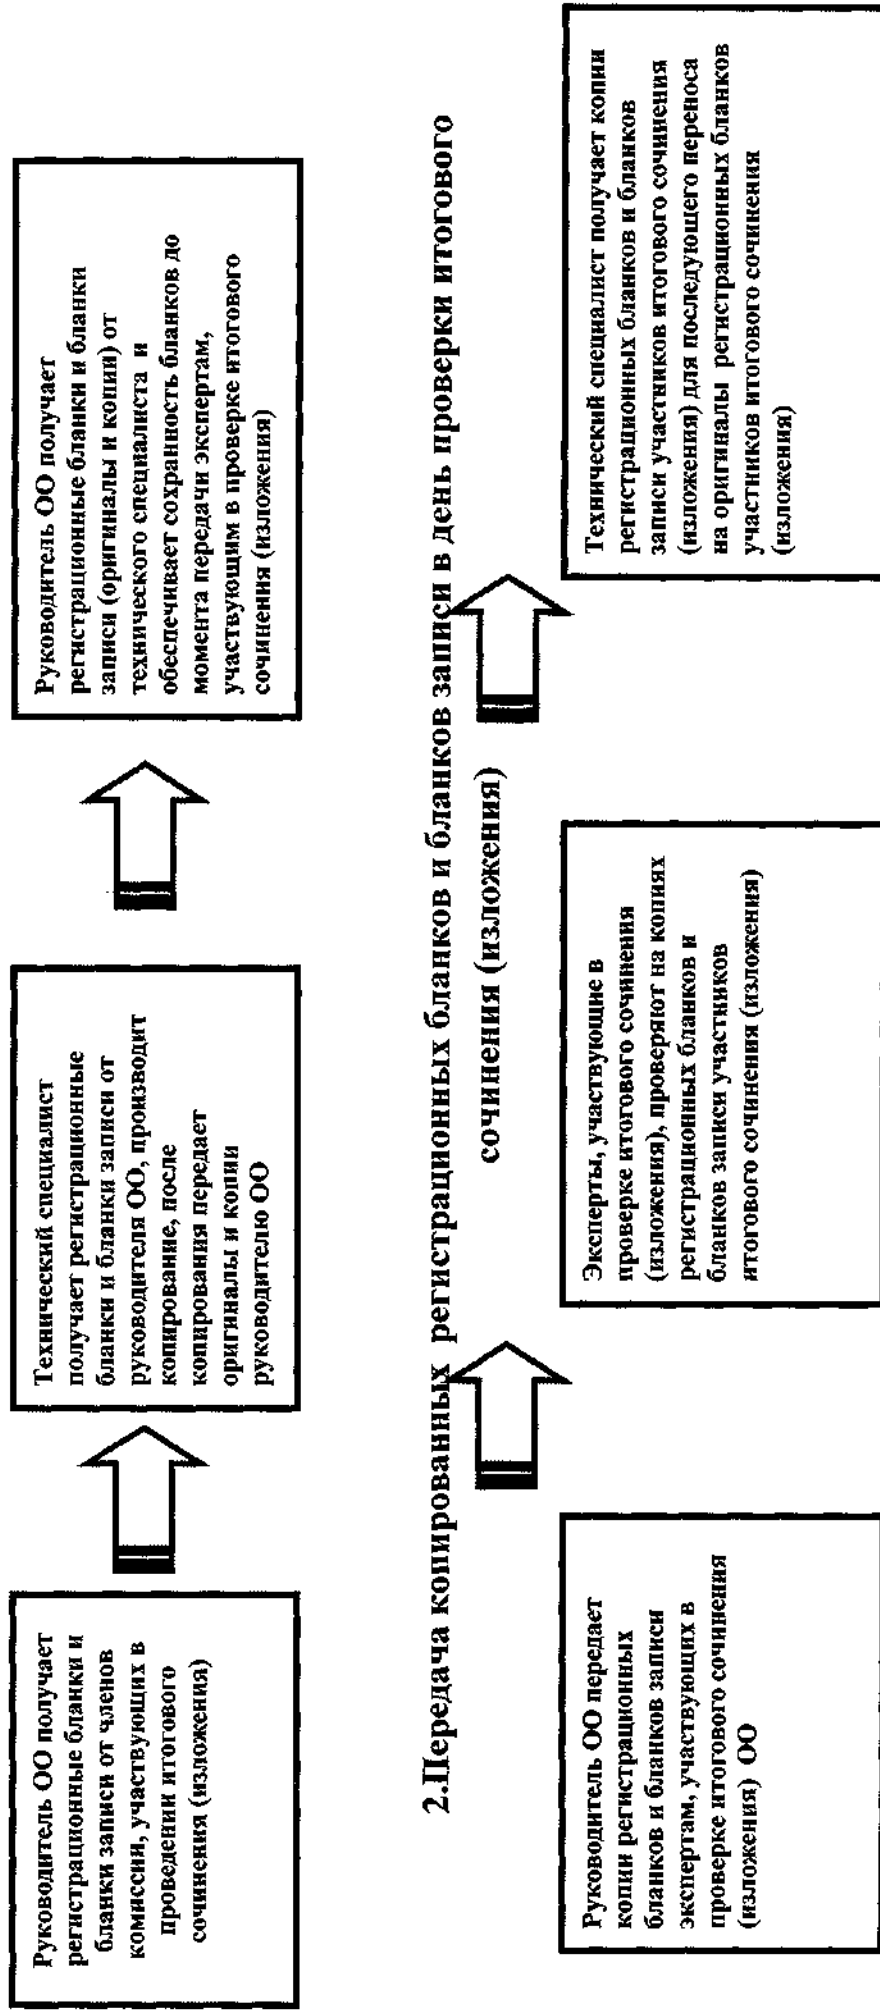 Руководитель ОО получает
регистрационные бланки и
бланки записи от членов
комиссии, участвующих в
проведении итогового
сочинения (изложения)
Технический специалист
получает регистрационные
бланки и бланки записи от
руководителя ОО, производит
копирование, после
копирования передает
оригиналы и копии
руководителю ОО
Руководитель ОО получает
регистрационные бланки и бланки
записи (оригиналы и копии) от
технического специалиста и
обеспечивает сохранность бланков до
момента передачи экспертам,
участвующим в проверке итогового
сочинения (изложения)
2.Передача копированных регистрационных бланков и бланков записи в день проверки итогового
сочинения (изложения)
Руководитель ОО передает
копии регистрационных
бланков и бланков записи
экспертам, участвующих в
проверке итогового сочинения
(изложения) ОО
Эксперты, участвующие в
проверке итогового сочинения
(изложения), проверяют на копиях
регистрационных бланков и
бланков записи участников
итогового сочинения (изложения)
Технический специалист получает копии
регистрационных бланков и бланков
записи участников итогового сочинения
(изложения) для последующего переноса
на оригиналы регистрационных бланков
участников итогового сочинения
(изложения)